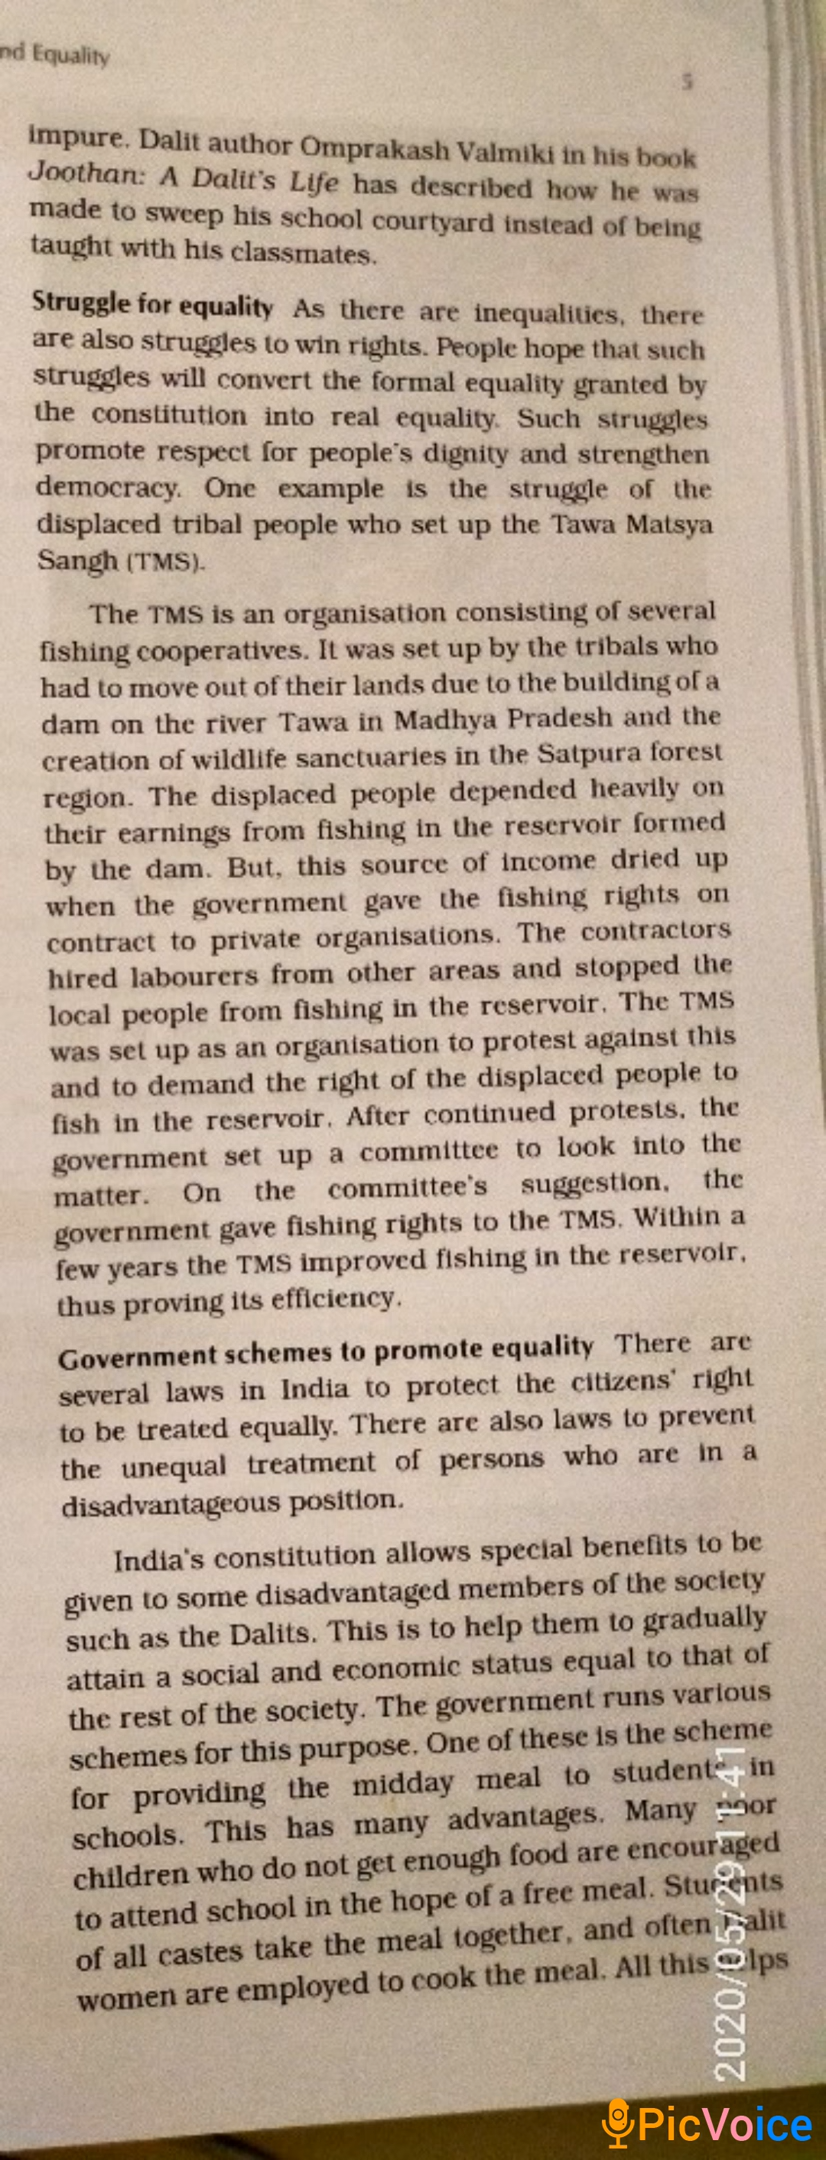 nd Equality
5
impure. Dalit author Omprakash Valmiki in his book
Joothan: A Dalit's Life has described how he was
made to sweep his school courtyard instead of being
taught with his classmates.
Struggle for equality As there are inequalities, there
are also struggles to win rights. People hope that such
struggles will convert the formal equality granted by
the constitution into real equality. Such struggles
promote respect for people's dignity and strengthen
democracy. One example is the struggle of the
displaced tribal people who set up the Tawa Matsya
Sangh (TMS).
The TMS is an organisation consisting of several
fishing cooperatives. It was set up by the tribals who
had to move out of their lands due to the building of a
dam on the river Tawa in Madhya Pradesh and the
creation of wildlife sanctuaries in the Satpura forest
region. The displaced people depended heavily on
their earnings from fishing in the reservoir formed
by the dam. But, this source of income dried up
when the government gave the fishing rights on
contract to private organisations. The contractors
hired labourers from other areas and stopped the
local people from fishing in the reservoir. The TMS
was set up as an organisation to protest against this
and to demand the right of the displaced people to
fish in the reservoir. After continued protests, the
government set up a committee to look into the
matter. On the committee's suggestion, the
government gave fishing rights to the TMS. Within a
few years the TMS improved fishing in the reservoir,
thus proving its efficiency.
Government schemes to promote equality There are
several laws in India to protect the citizens' right
to be treated equally. There are also laws to prevent
the unequal treatment of persons who are in a
disadvantageous position.
India's constitution allows special benefits to be
given to some disadvantaged members of the society
such as the Dalits. This is to help them to gradually
attain a social and economic status equal to that of
the rest of the society. The government runs various
schemes for this purpose. One of these is the scheme
for providing the midday meal to students in
schools. This has many advantages. Many poor
children who do not get enough food are encouraged
to attend school in the hope of a free meal. Students
of all castes take the meal together, and often Dalit
women are employed to cook the meal. All this helps
2020/05/29 11:41
PicVoice